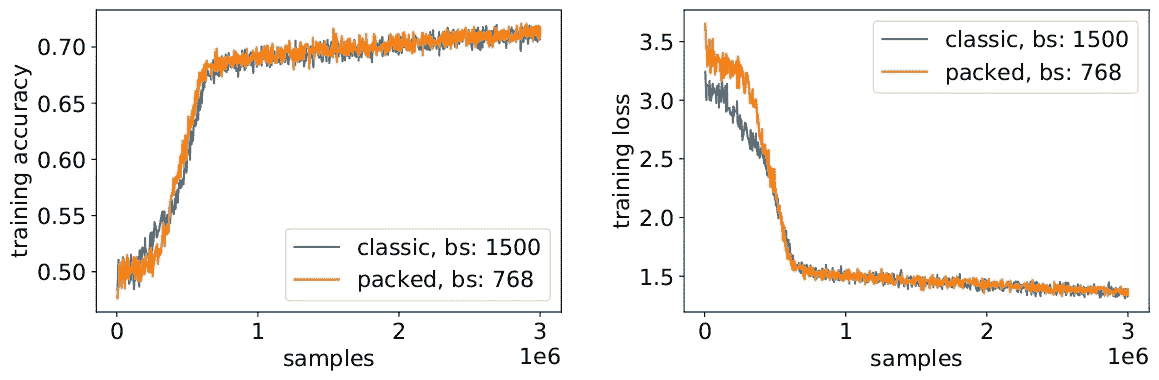 training accuracy
0.70
0.65
0.60
0.55
0.50
classic, bs: 1500
packed, bs: 768
0 1 2 3
samples 1e6
training loss
3.5
3.0
2.5
2.0
1.5
classic, bs: 1500
packed, bs: 768
0 1 2 3
samples 1e6